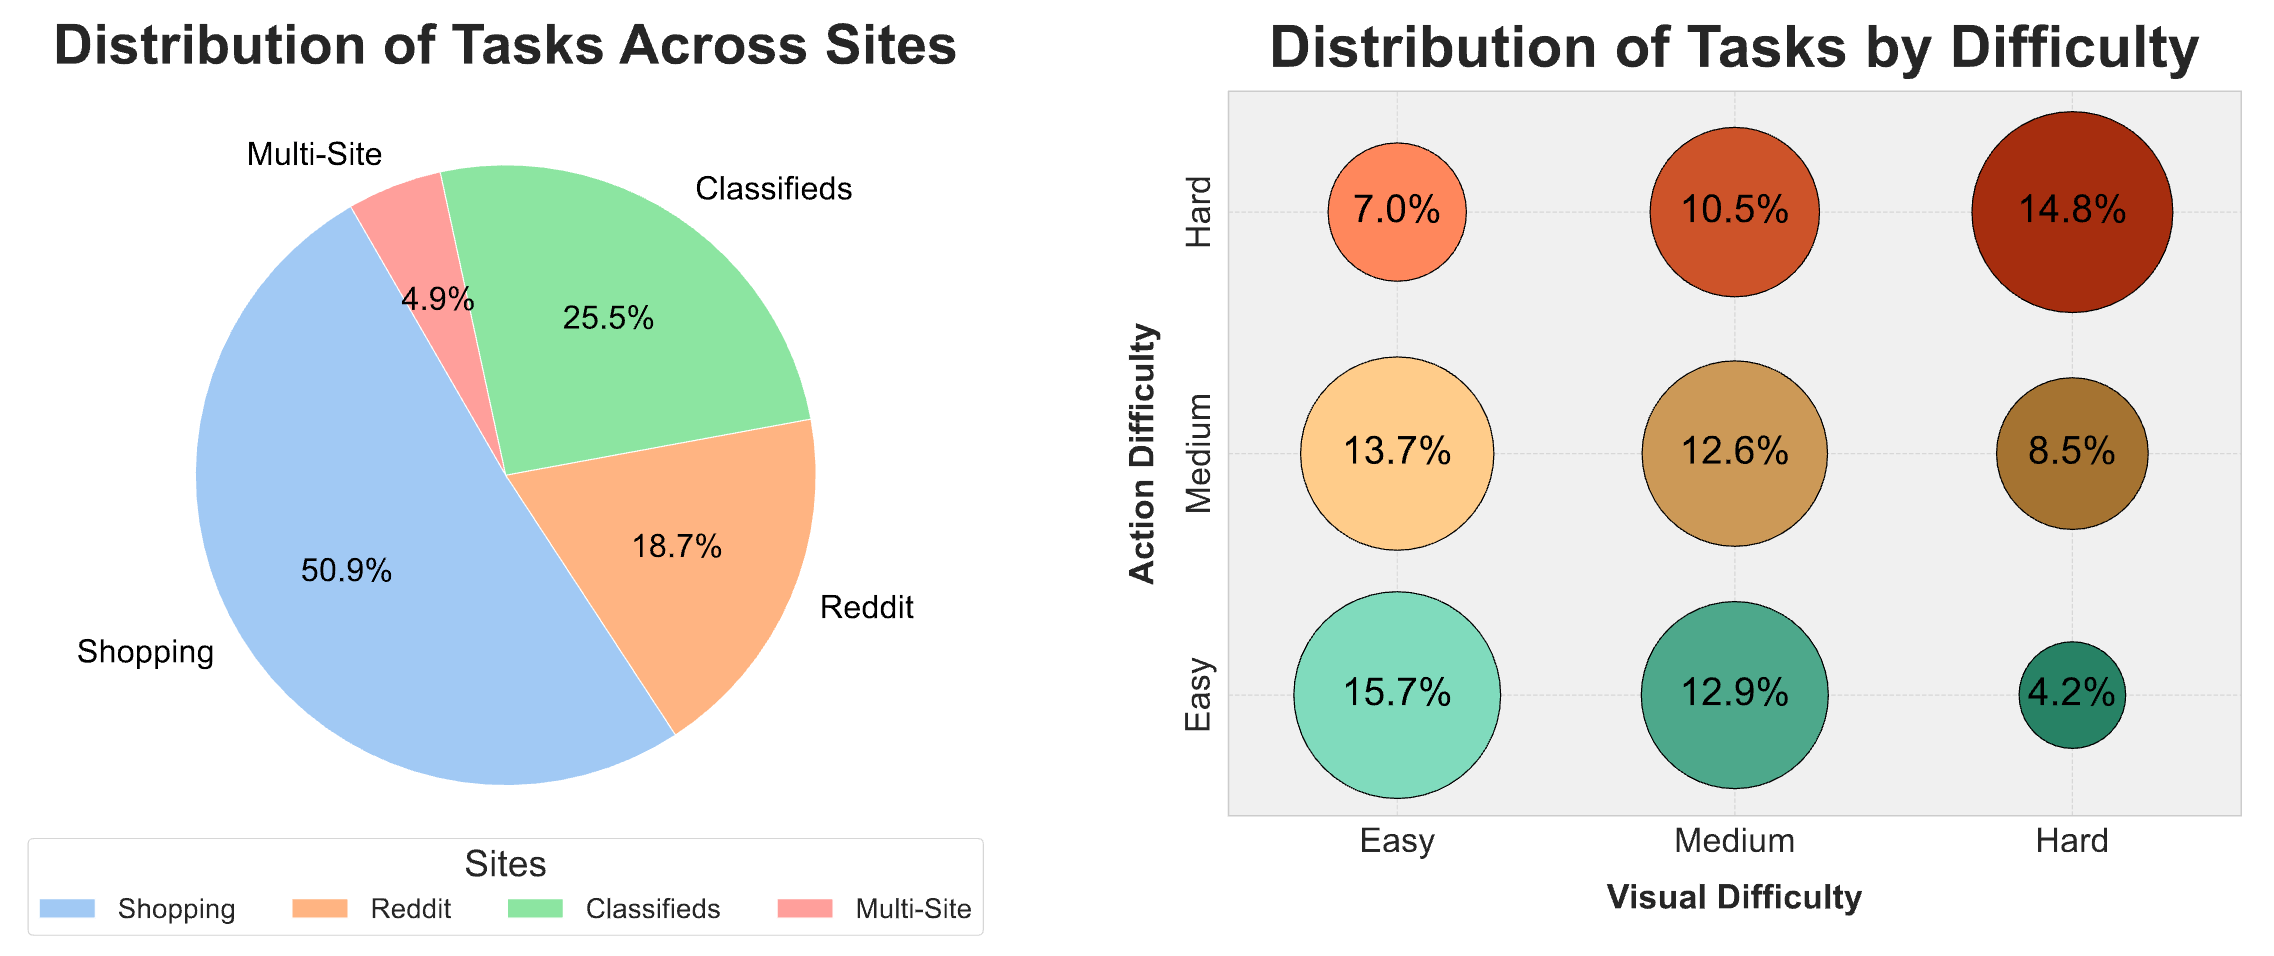 Distribution of Tasks Across Sites
Multi-Site
Classifieds
4.9%
25.5%
18.7%
50.9%
Reddit
Shopping
Sites
Shopping
Reddit
Classifieds
Multi-Site
Distribution of Tasks by Difficulty
Action Difficulty
Hard
7.0%
10.5%
14.8%
Medium
13.7%
12.6%
8.5%
Easy
15.7%
12.9%
4.2%
Easy
Medium
Hard
Visual Difficulty